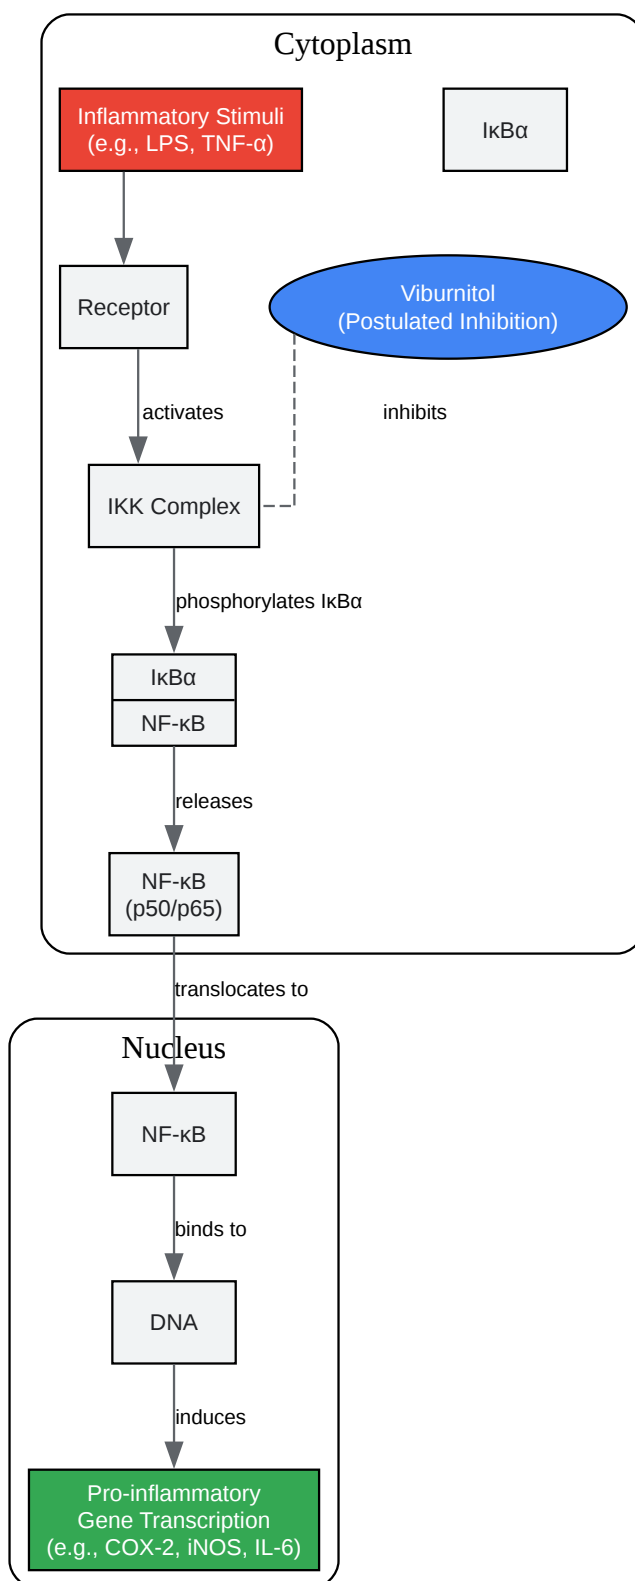 Cytoplasm
Inflammatory Stimuli
(e.g., LPS, TNF-α)
IκBα
Receptor
Viburnitol
(Postulated Inhibition)
activates
inhibits
IKK Complex
phosphorylates IκBα
IκBα
NF-κB
releases
NF-κB
(p50/p65)
translocates to
Nucleus
NF-κB
binds to
DNA
induces
Pro-inflammatory
Gene Transcription
(e.g., COX-2, iNOS, IL-6)